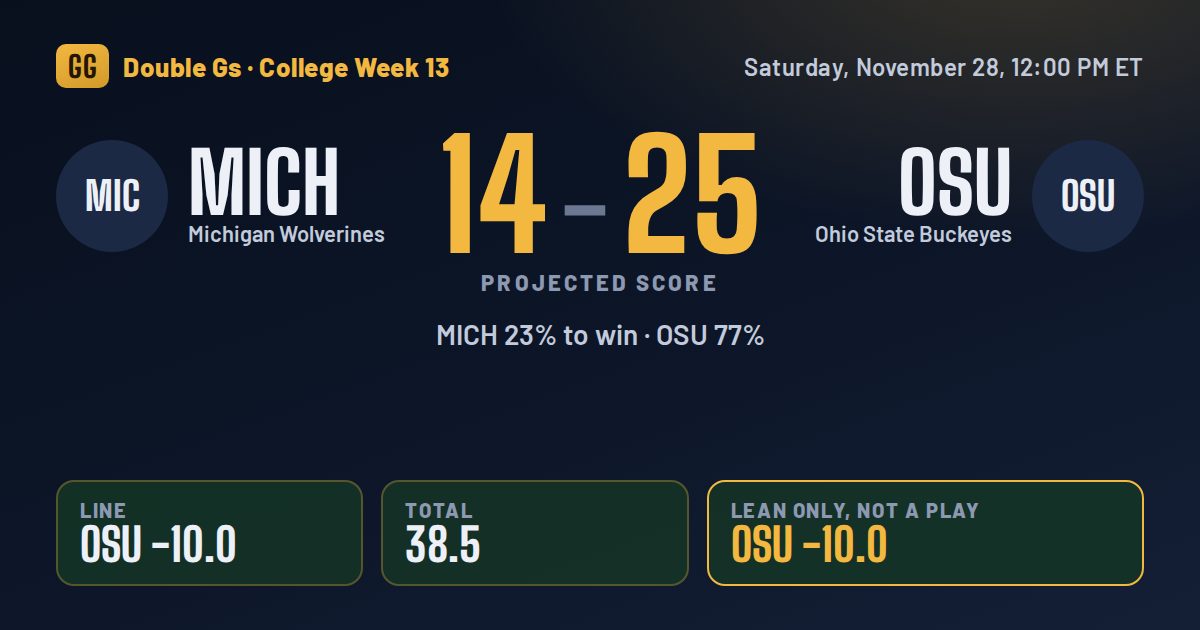 GG Double Gs · College Week 13
Saturday, November 28, 12:00 PM ET
MIC MICH
Michigan Wolverines
14 – 25
PROJECTED SCORE
OSU OSU
Ohio State Buckeyes
MICH 23% to win · OSU 77%
LINE
OSU −10.0
TOTAL
38.5
LEAN ONLY, NOT A PLAY
OSU −10.0